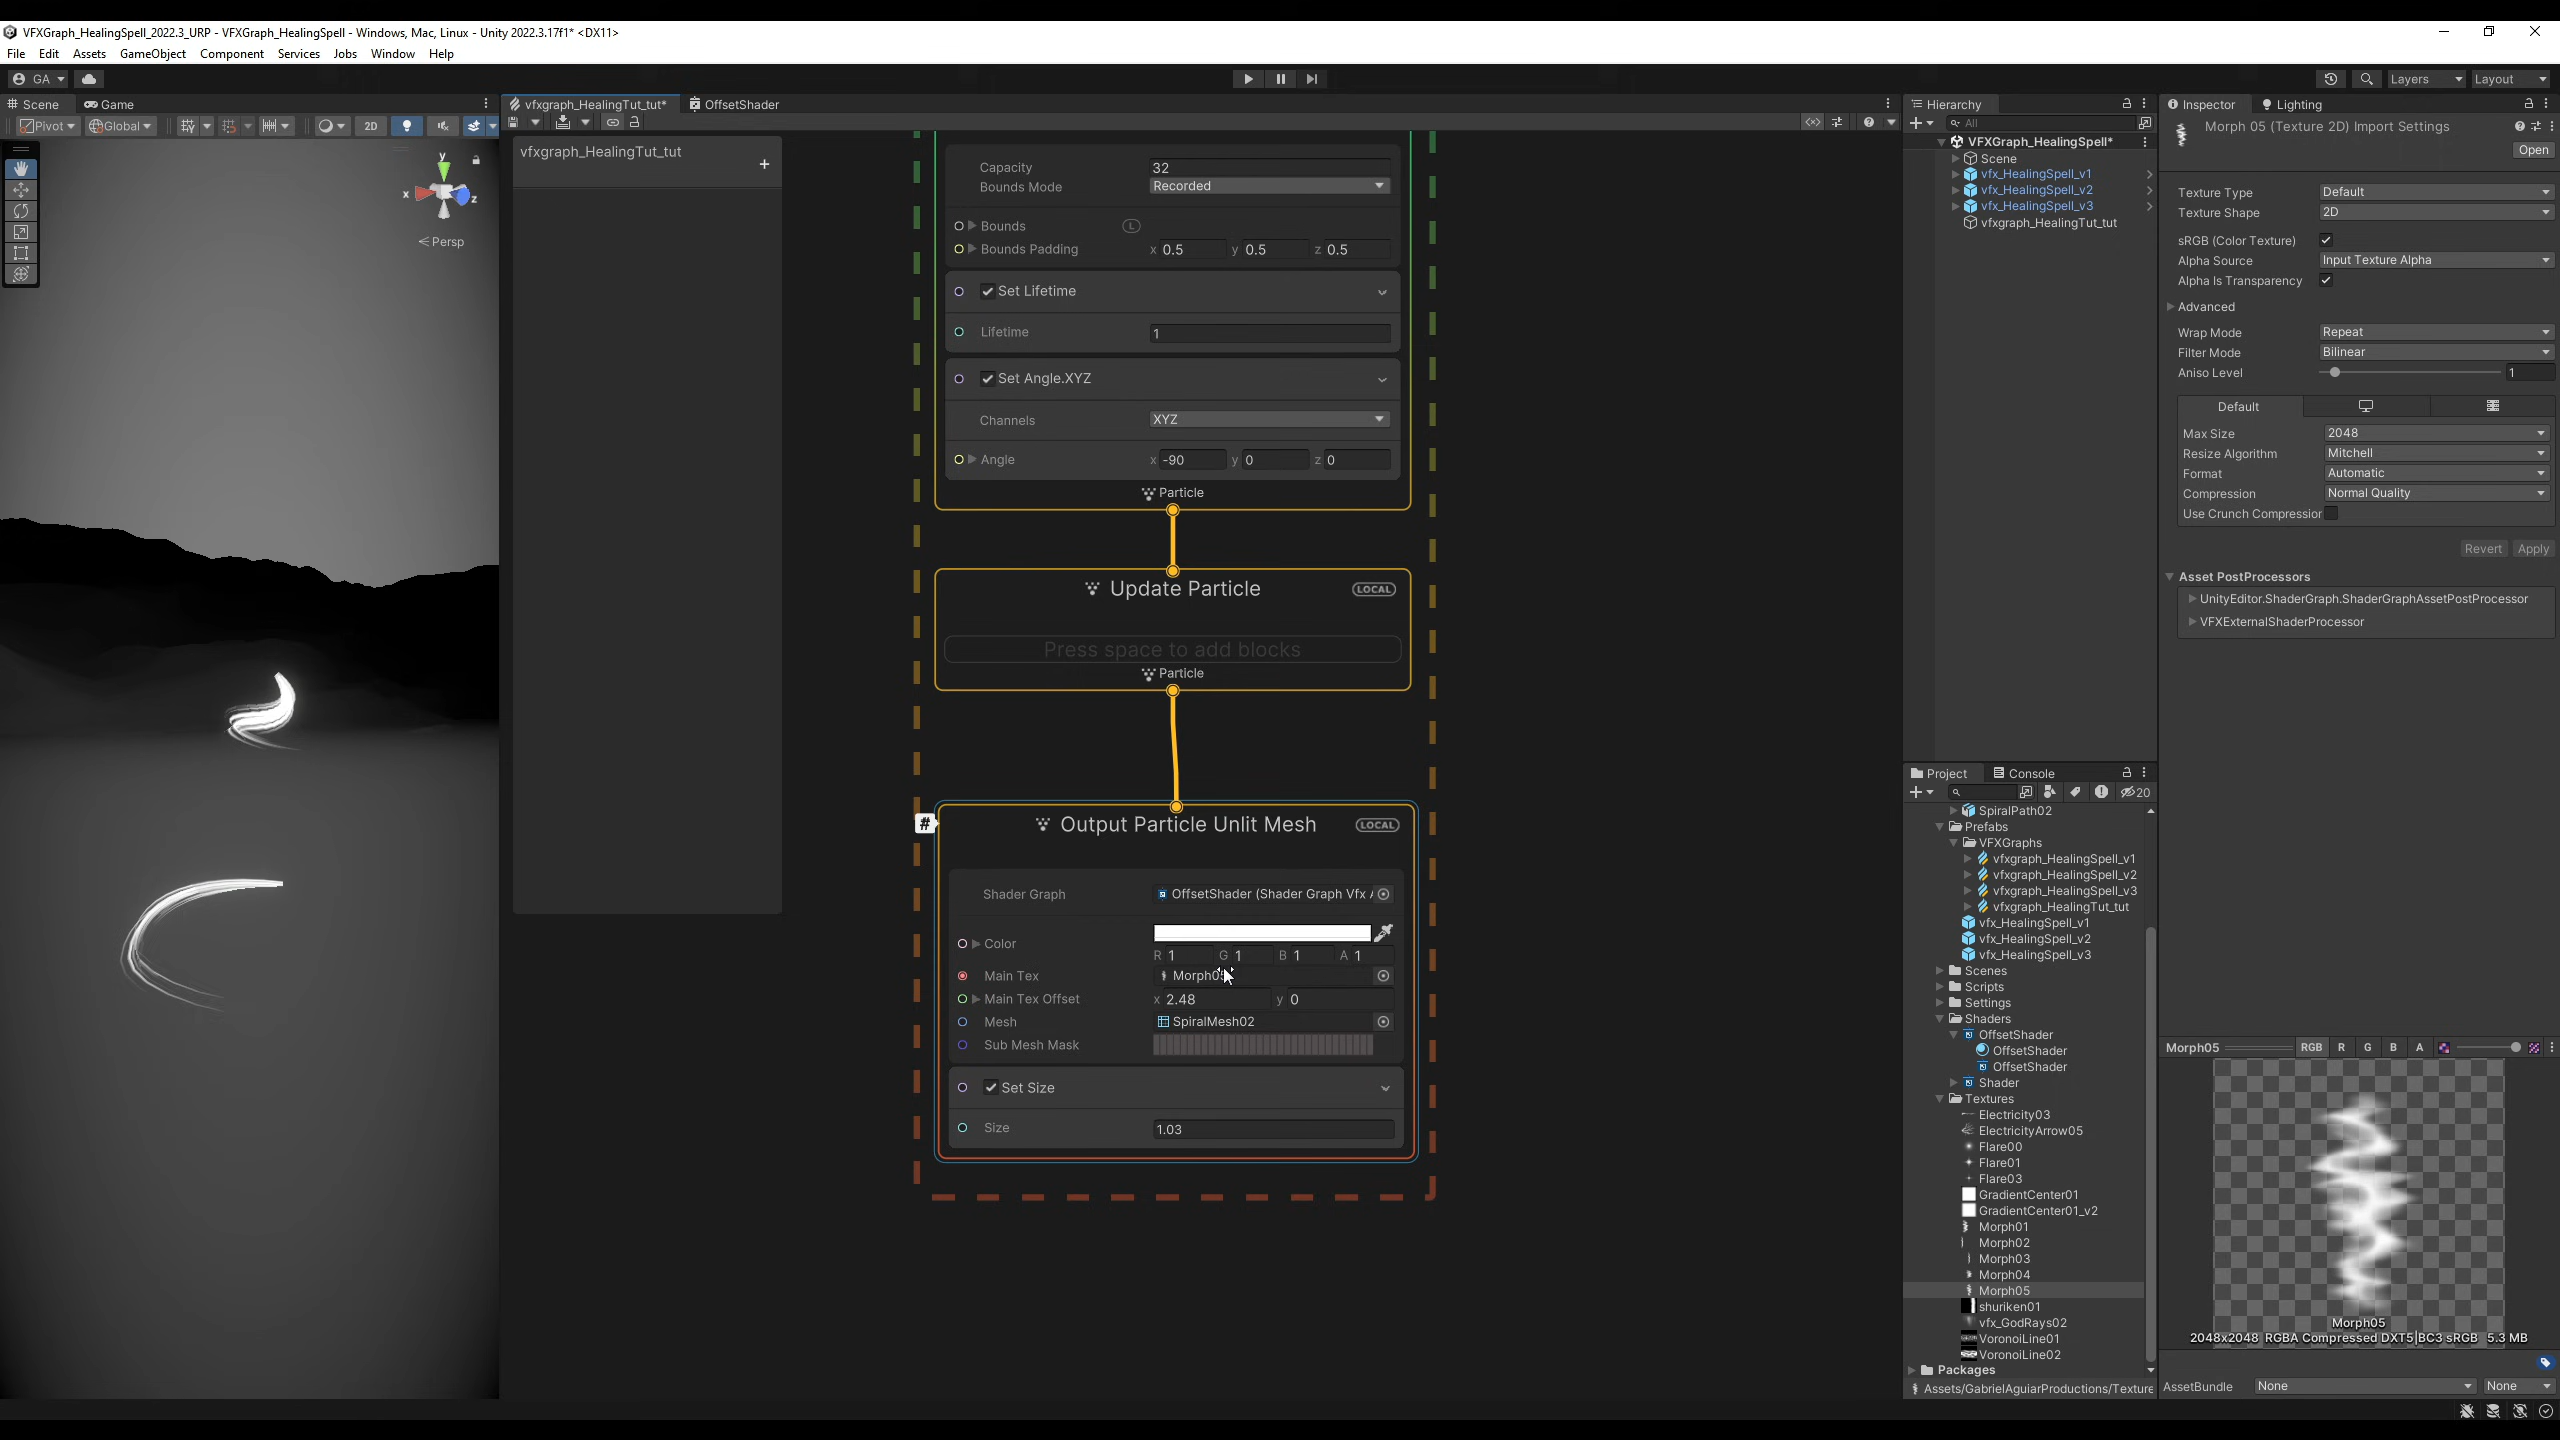 VFXGraph_HealingSpell_2022.3_URP - VFXGraph_HealingSpell - Windows, Mac, Linux - Unity 2022.3.17f1* <DX11>
File Edit Assets GameObject Component Services Jobs Window Help
GA
Layers Layout
Scene Game
Pivot Global 2D
y
x
z
Persp
vfxgraph_HealingTut_tut* OffsetShader
vfxgraph_HealingTut_tut
+
Capacity 32
Bounds Mode Recorded
Bounds L
Bounds Padding x 0.5 y 0.5 z 0.5
Set Lifetime
Lifetime 1
Set Angle.XYZ
Channels XYZ
Angle x -90 y 0 z 0
Particle
Update Particle LOCAL
Press space to add blocks
Particle
# Output Particle Unlit Mesh LOCAL
Shader Graph OffsetShader (Shader Graph Vfx
Color
R 1 G 1 B 1 A 1
Main Tex Morph05
Main Tex Offset x 2.48 y 0
Mesh SpiralMesh02
Sub Mesh Mask
Set Size
Size 1.03
Hierarchy
All
VFXGraph_HealingSpell*
Scene
vfx_HealingSpell_v1
vfx_HealingSpell_v2
vfx_HealingSpell_v3
vfxgraph_HealingTut_tut
Project Console
20
SpiralPath02
Prefabs
VFXGraphs
vfxgraph_HealingSpell_v1
vfxgraph_HealingSpell_v2
vfxgraph_HealingSpell_v3
vfxgraph_HealingTut_tut
vfx_HealingSpell_v1
vfx_HealingSpell_v2
vfx_HealingSpell_v3
Scenes
Scripts
Settings
Shaders
OffsetShader
OffsetShader
OffsetShader
Shader
Textures
Electricity03
ElectricityArrow05
Flare00
Flare01
Flare03
GradientCenter01
GradientCenter01_v2
Morph01
Morph02
Morph03
Morph04
Morph05
shuriken01
vfx_GodRays02
VoronoiLine01
VoronoiLine02
Packages
Assets/GabrielAguiarProductions/Texture
Inspector Lighting
Morph 05 (Texture 2D) Import Settings
Open
Texture Type Default
Texture Shape 2D
sRGB (Color Texture)
Alpha Source Input Texture Alpha
Alpha Is Transparency
Advanced
Wrap Mode Repeat
Filter Mode Bilinear
Aniso Level 1
Default
Max Size 2048
Resize Algorithm Mitchell
Format Automatic
Compression Normal Quality
Use Crunch Compression
Revert Apply
Asset PostProcessors
UnityEditor.ShaderGraph.ShaderGraphAssetPostProcessor
VFXExternalShaderProcessor
Morph05 RGB R G B A
Morph05
2048x2048 RGBA Compressed DXT5|BC3 sRGB 5.3 MB
AssetBundle None None